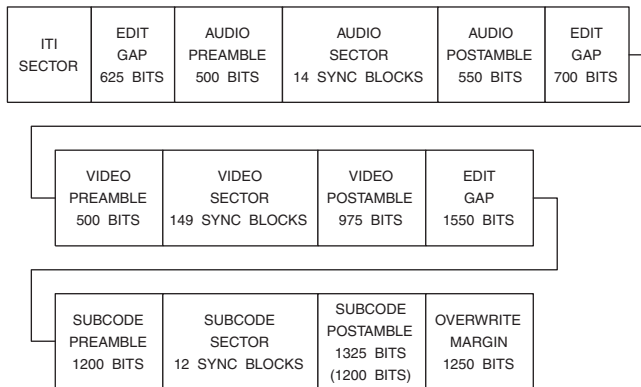 ITI
SECTOR
EDIT
GAP
625 BITS
AUDIO
PREAMBLE
500 BITS
AUDIO
SECTOR
14 SYNC BLOCKS
AUDIO
POSTAMBLE
550 BITS
EDIT
GAP
700 BITS
VIDEO
PREAMBLE
500 BITS
VIDEO
SECTOR
149 SYNC BLOCKS
VIDEO
POSTAMBLE
975 BITS
EDIT
GAP
1550 BITS
SUBCODE
PREAMBLE
1200 BITS
SUBCODE
SECTOR
12 SYNC BLOCKS
SUBCODE
POSTAMBLE
1325 BITS
(1200 BITS)
OVERWRITE
MARGIN
1250 BITS